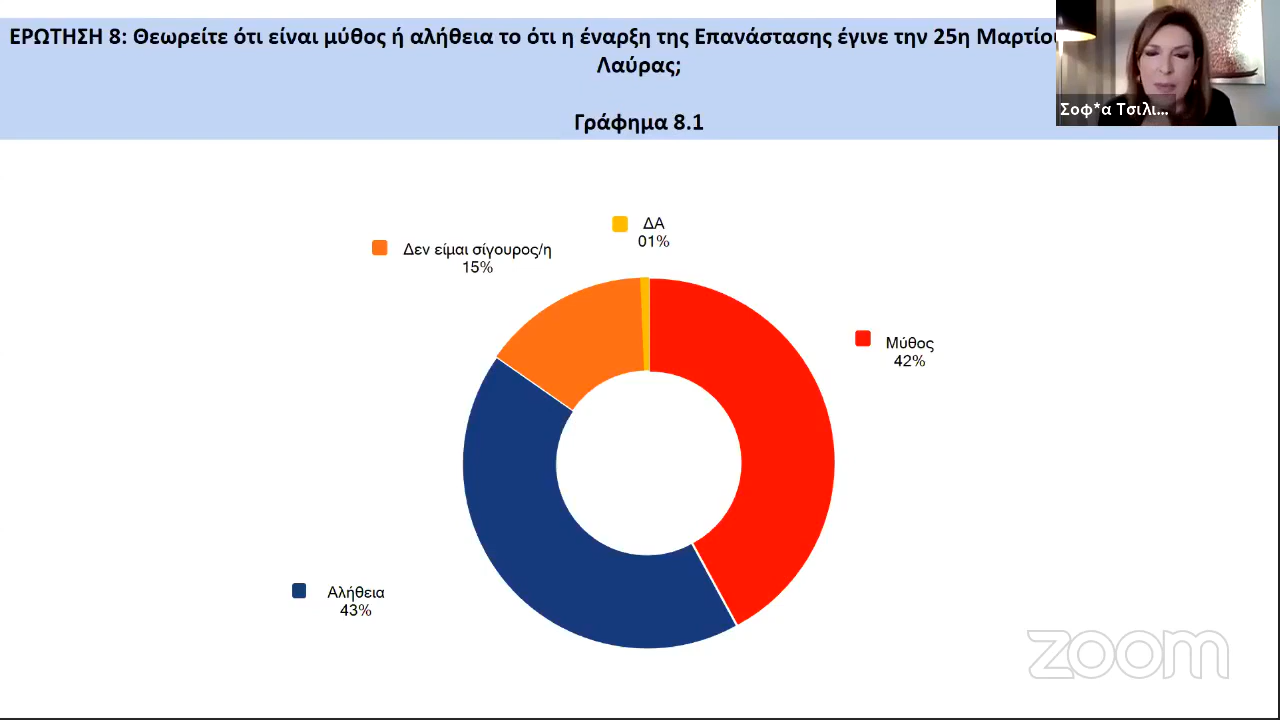 ΕΡΩΤΗΣΗ 8: Θεωρείτε ότι είναι μύθος ή αλήθεια το ότι η έναρξη της Επανάστασης έγινε την 25η Μαρτίου
Λαύρας;
Γράφημα 8.1
Σοφ*α Τσιλι...
ΔΑ
01%
Δεν είμαι σίγουρος/η
15%
Μύθος
42%
Αλήθεια
43%
zoom